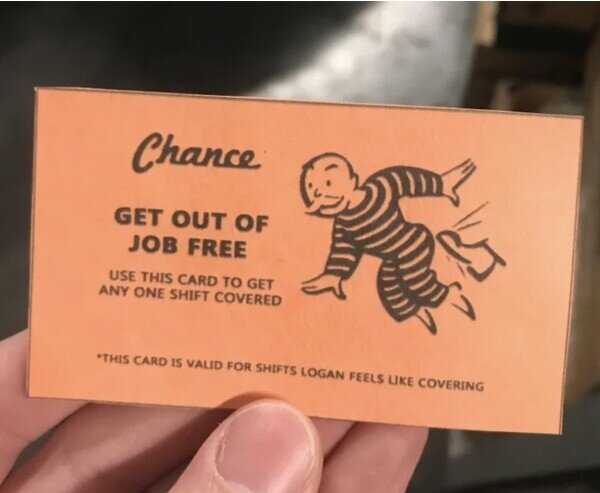 Chance
GET OUT OF
JOB FREE
USE THIS CARD TO GET
ANY ONE SHIFT COVERED
*THIS CARD IS VALID FOR SHIFTS LOGAN FEELS LIKE COVERING